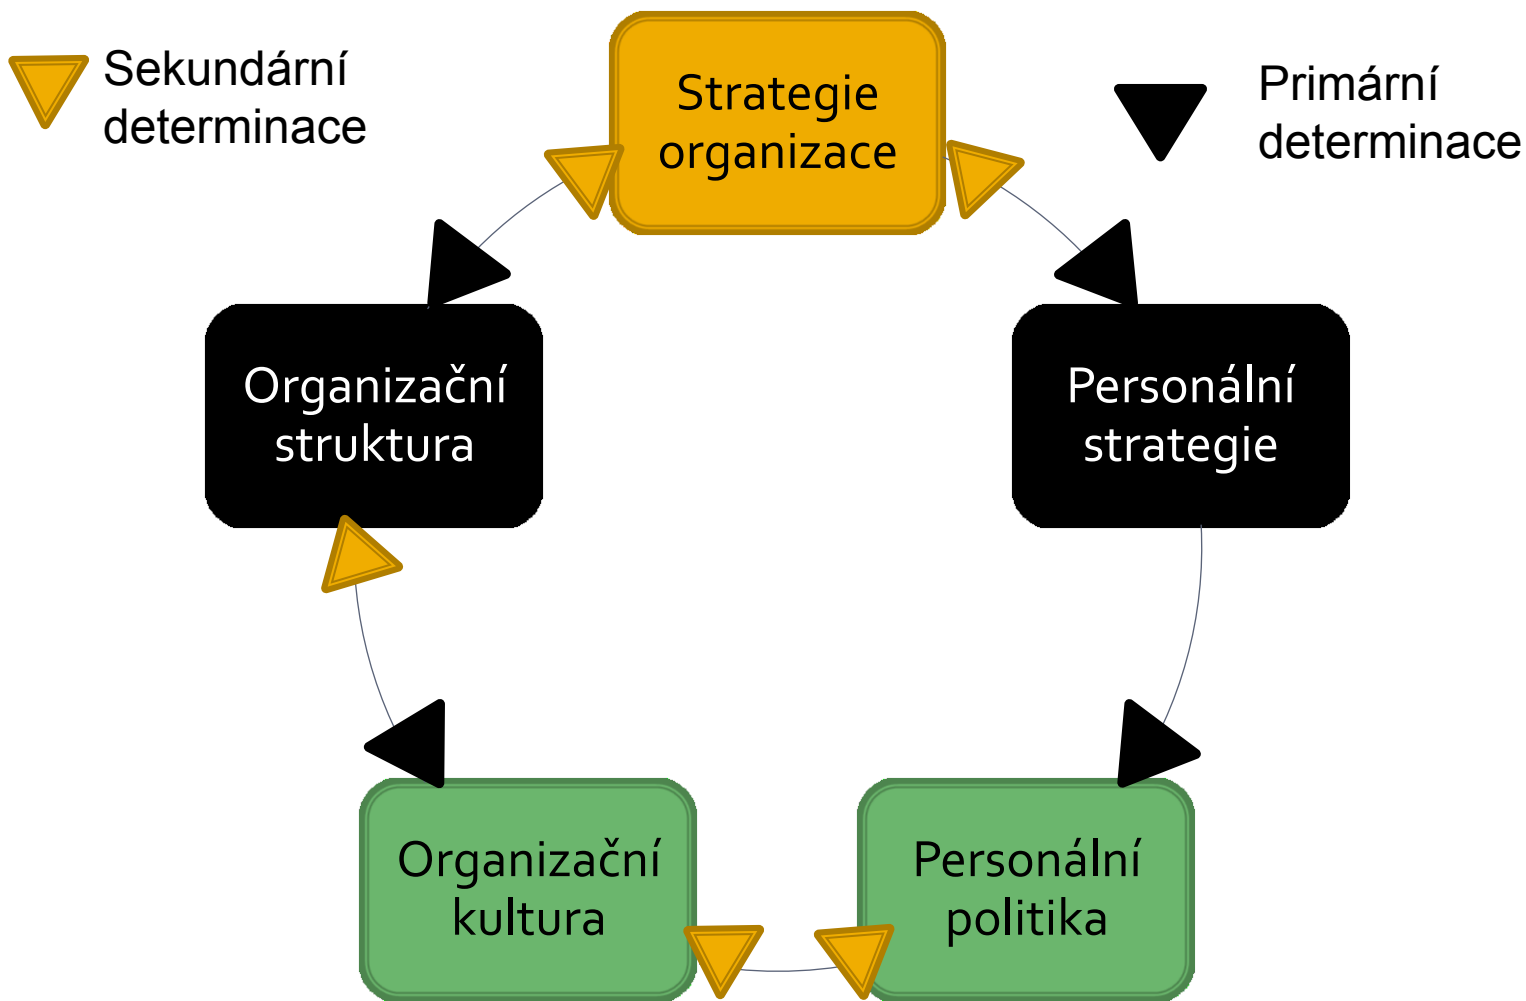 Sekundární
determinace
Strategie
organizace
Primární
determinace
Organizační
struktura
Personální
strategie
Organizační
kultura
Personální
politika